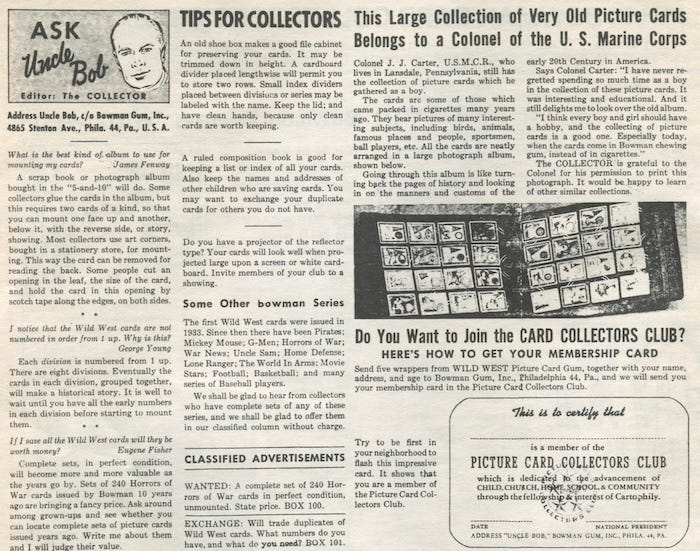 ASK
Uncle
Bob
Editor: The COLLECTOR
Address Uncle Bob, c/o Bowman Gum, Inc.,
4865 Stenton Ave., Phila. 44, Pa., U. S. A.
What is the best kind of album to use for
mounting my cards? James Fenway
A scrap book or photograph album
bought in the "5-and-10" will do. Some
collectors glue the cards in the album, but
this requires two cards of a kind, so that
you can mount one face up and another,
below it, with the reverse side, or story,
showing. Most collectors use art corners,
bought in a stationery store, for mount-
ing. This way the card can be removed for
reading the back. Some people cut an
opening in the leaf, the size of the card,
and hold the card in this opening by
scotch tape along the edges, on both sides.
* *
I notice that the Wild West cards are not
numbered in order from 1 up. Why is this?
George Young
Each division is numbered from 1 up.
There are eight divisions. Eventually the
cards in each division, grouped together,
will make a historical story. It is well to
wait until you have all the early numbers
in each division before starting to mount
them.
* *
If I save all the Wild West cards will they be
worth money? Eugene Fisher
Complete sets, in perfect condition,
will become more and more valuable as
the years go by. Sets of 240 Horrors of
War cards issued by Bowman 10 years
ago are bringing a fancy price. Ask around
among grown-ups and see whether you
can locate complete sets of picture cards
issued years ago. Write me about them
and I will judge their value.
TIPS FOR COLLECTORS
An old shoe box makes a good file cabinet
for preserving your cards. It may be
trimmed down in height. A cardboard
divider placed lengthwise will permit you
to store two rows. Small index dividers
placed between divisions or series may be
labeled with the name. Keep the lid; and
have clean hands, because only clean
cards are worth keeping.
A ruled composition book is good for
keeping a list or index of all your cards.
Also keep the names and addresses of
other children who are saving cards. You
may want to exchange your duplicate
cards for others you do not have.
Do you have a projector of the reflector
type? Your cards will look well when pro-
jected large upon a screen or white card-
board. Invite members of your club to a
showing.
Some Other bowman Series
The first Wild West cards were issued in
1933. Since then there have been Pirates;
Mickey Mouse; G-Men; Horrors of War;
War News; Uncle Sam; Home Defense;
Lone Ranger; The World In Arms; Movie
Stars; Football; Basketball; and many
series of Baseball players.
We shall be glad to hear from collectors
who have complete sets of any of these
series, and we shall be glad to offer them
in our classified column without charge.
CLASSIFIED ADVERTISEMENTS
WANTED: A complete set of 240 Hor-
rors of War cards in perfect condition,
unmounted. State price. BOX 100.
EXCHANGE: Will trade duplicates of
Wild West cards. What numbers do you
have, and what do you need? BOX 101.
This Large Collection of Very Old Picture Cards
Belongs to a Colonel of the U. S. Marine Corps
Colonel J. J. Carter, U.S.M.C.R., who
lives in Lansdale, Pennsylvania, still has
the collection of picture cards which he
gathered as a boy.
The cards are some of those which
came packed in cigarettes many years
ago. They bear pictures of many interest-
ing subjects, including birds, animals,
famous places and people, sportsmen,
ball players, etc. All the cards are neatly
arranged in a large photograph album,
shown below.
Going through this album is like turn-
ing back the pages of history and looking
in on the manners and customs of the
early 20th Century in America.
Says Colonel Carter: "I have never re-
gretted spending so much time as a boy
in the collection of these picture cards. It
was interesting and educational. And it
still delights me to look over the old album.
"I think every boy and girl should have
a hobby, and the collecting of picture
cards is a good one. Especially today,
when the cards come in Bowman chewing
gum, instead of in cigarettes."
The COLLECTOR is grateful to the
Colonel for his permission to print this
photograph. It would be happy to learn
of other similar collections.
Do You Want to Join the CARD COLLECTORS CLUB?
HERE'S HOW TO GET YOUR MEMBERSHIP CARD
Send five wrappers from WILD WEST Picture Card Gum, together with your name,
address, and age to Bowman Gum, Inc., Philadelphia 44, Pa., and we will send you
your membership card in the Picture Card Collectors Club.
Try to be first in
your neighborhood to
flash this impressive
card. It shows that
you are a member of
the Picture Card Col-
lectors Club.
This is to certify that
is a member of the
PICTURE CARD COLLECTORS CLUB
which is dedicated to the advancement of
CHILD, CHURCH, HOME, SCHOOL, & COMMUNITY
through the fellowship & interest of Cartophily.
COLLECTORS CLUB
DATE NATIONAL PRESIDENT
ADDRESS "UNCLE BOB," BOWMAN GUM, INC., PHILA. 44, PA.